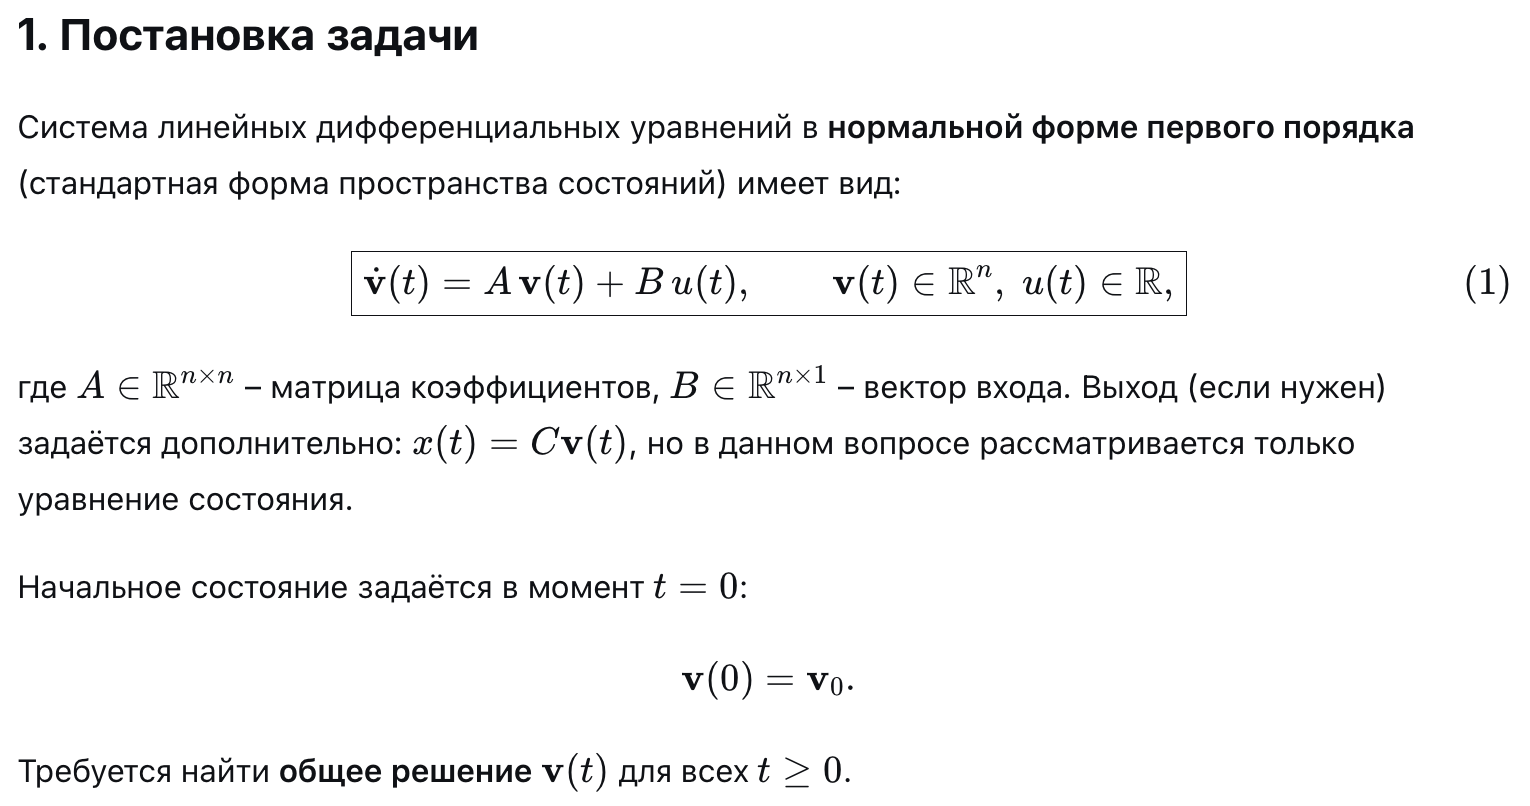 1. Постановка задачи
Система линейных дифференциальных уравнений в нормальной форме первого порядка
(стандартная форма пространства состояний) имеет вид:
v̇(t) = A v(t) + B u(t), v(t) ∈ ℝⁿ, u(t) ∈ ℝ, (1)
где A ∈ ℝⁿˣⁿ – матрица коэффициентов, B ∈ ℝⁿˣ¹ – вектор входа. Выход (если нужен)
задаётся дополнительно: x(t) = Cv(t), но в данном вопросе рассматривается только
уравнение состояния.
Начальное состояние задаётся в момент t = 0:
v(0) = v₀.
Требуется найти общее решение v(t) для всех t ≥ 0.